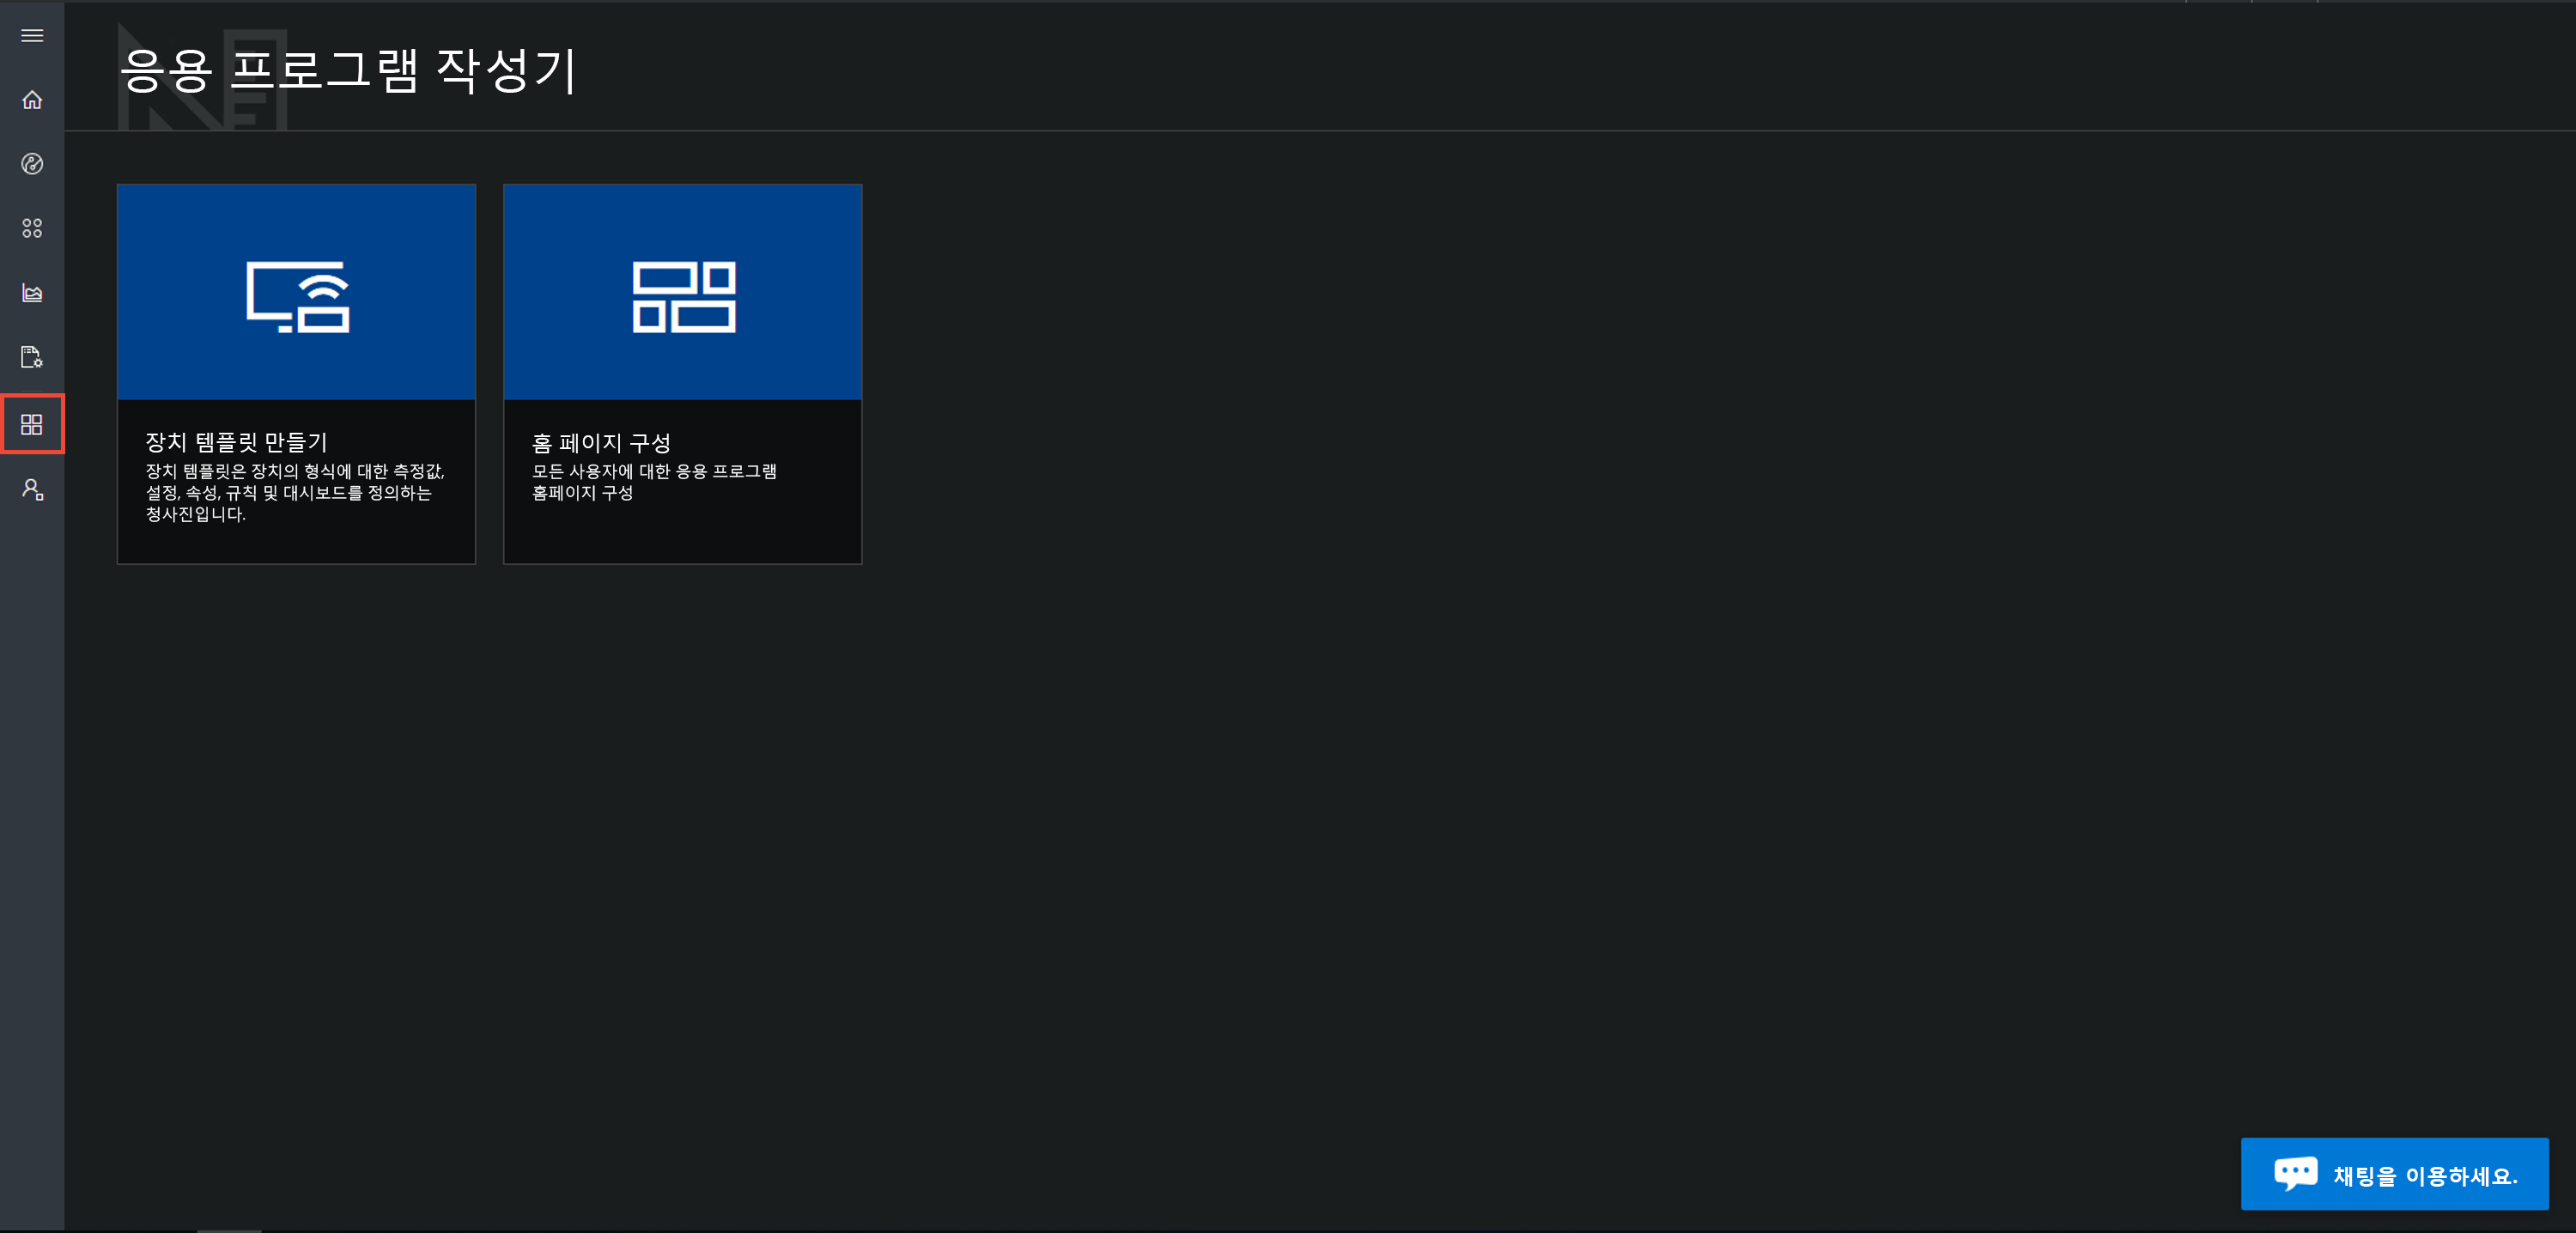 응용 프로그램 작성기
장치 템플릿 만들기
장치 템플릿은 장치의 형식에 대한 측정값,
설정, 속성, 규칙 및 대시보드를 정의하는
청사진입니다.
홈 페이지 구성
모든 사용자에 대한 응용 프로그램
홈페이지 구성
채팅을 이용하세요.